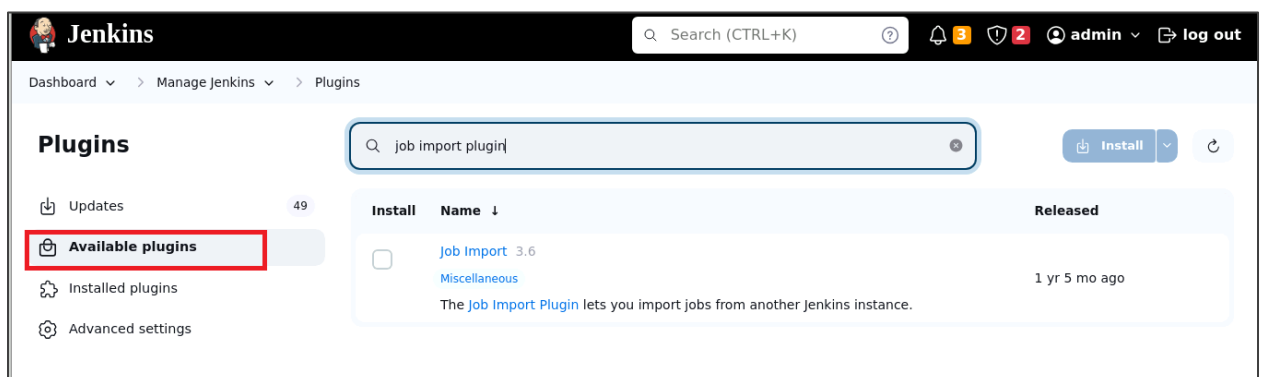 Jenkins
Search (CTRL+K)
3
2
admin
log out
Dashboard > Manage Jenkins > Plugins
Plugins
job import plugin
Install
Updates 49
Available plugins
Installed plugins
Advanced settings
Install Name ↓ Released
Job Import 3.6
Miscellaneous
1 yr 5 mo ago
The Job Import Plugin lets you import jobs from another Jenkins instance.